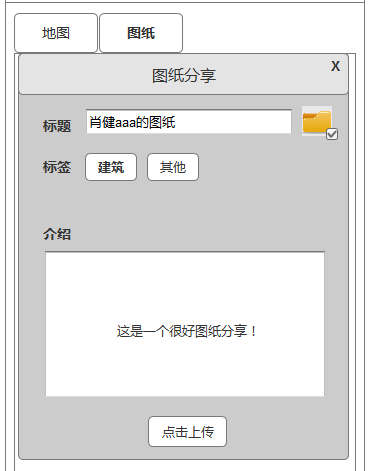 地图 图纸
图纸分享 X
标题 肖健aaa的图纸
标签 建筑 其他
介绍
这是一个很好图纸分享！
点击上传